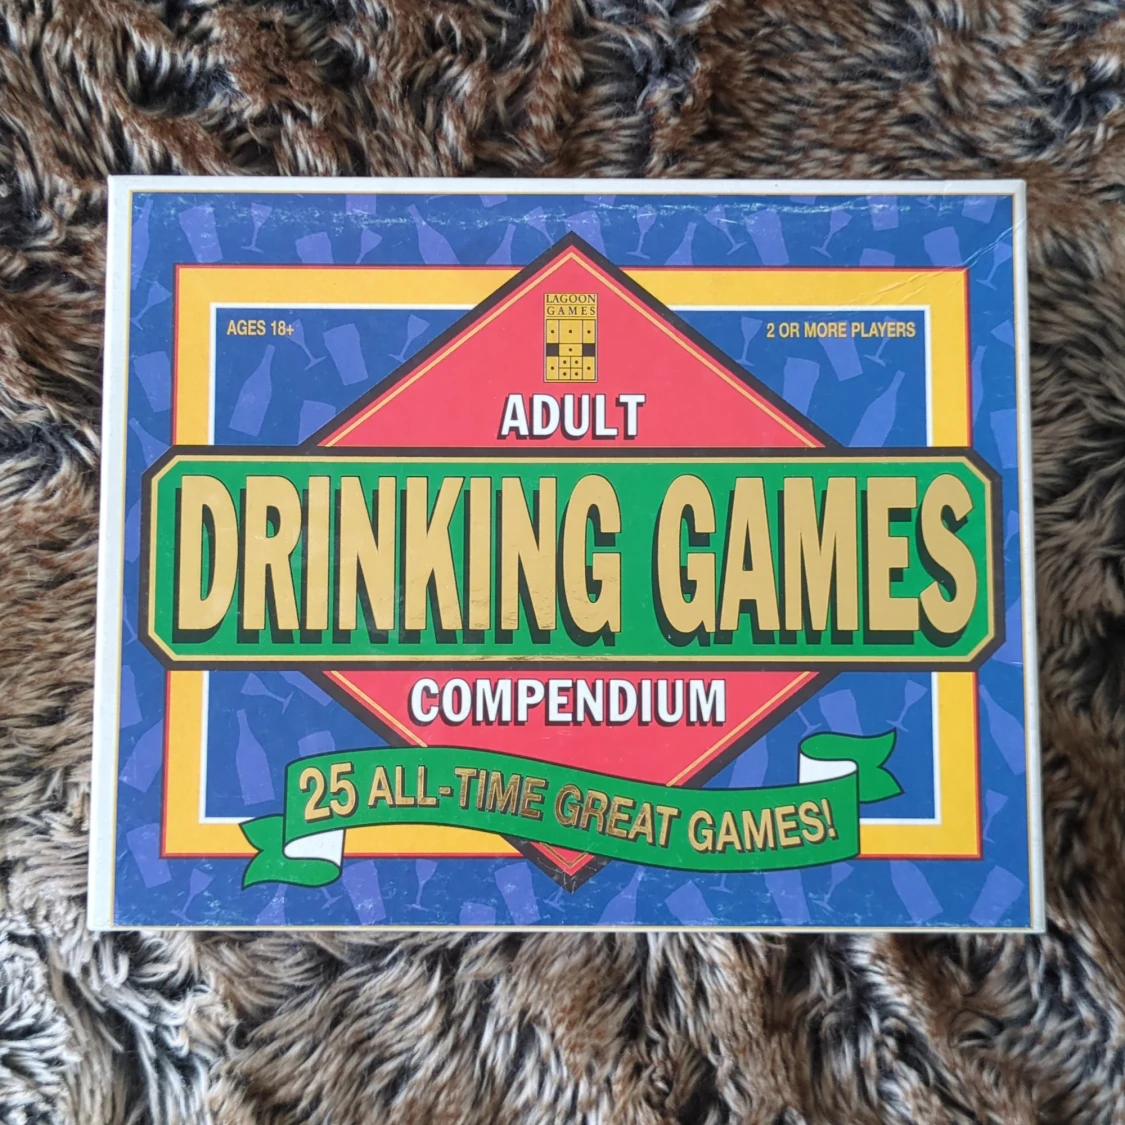 LAGOON
GAMES
AGES 18+
2 OR MORE PLAYERS
ADULT
DRINKING GAMES
COMPENDIUM
25 ALL-TIME GREAT GAMES!